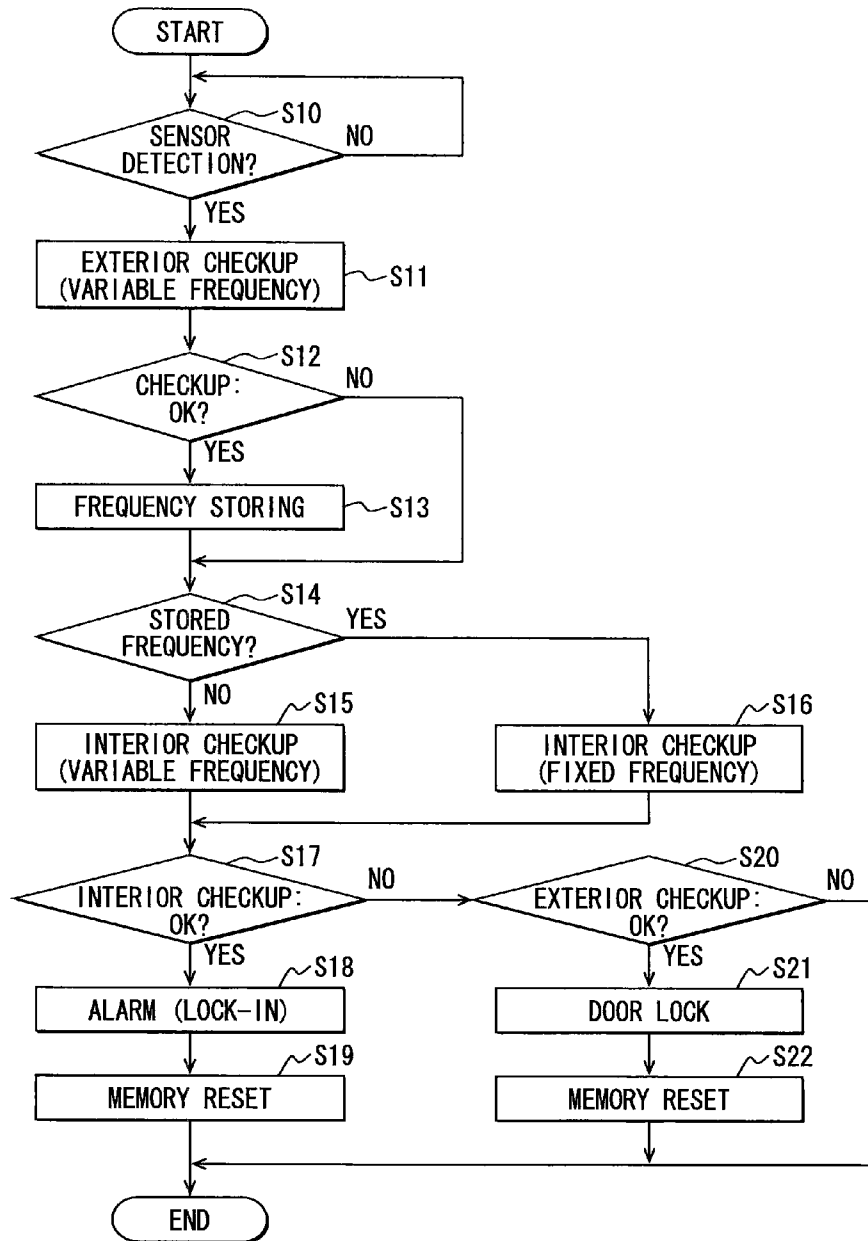 START
S10
SENSOR
DETECTION?
NO
YES
EXTERIOR CHECKUP
(VARIABLE FREQUENCY)
S11
S12
CHECKUP:
OK?
NO
YES
FREQUENCY STORING
S13
S14
STORED
FREQUENCY?
YES
NO
S15
INTERIOR CHECKUP
(VARIABLE FREQUENCY)
S16
INTERIOR CHECKUP
(FIXED FREQUENCY)
S17
INTERIOR CHECKUP:
OK?
NO
YES
S20
EXTERIOR CHECKUP:
OK?
NO
YES
S18
ALARM (LOCK-IN)
S21
DOOR LOCK
S19
MEMORY RESET
S22
MEMORY RESET
END